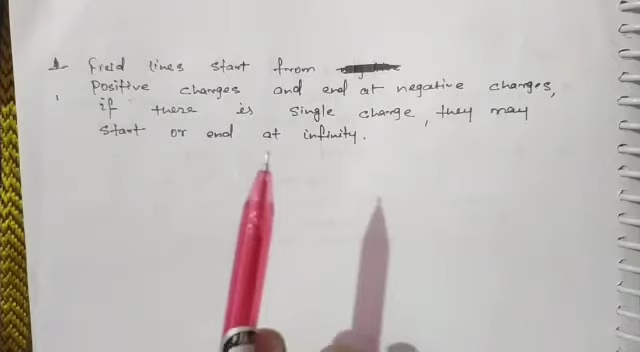 1. Field lines start from
Positive charges and end at negative charges,
if there is single charge, they may
start or end at infinity.